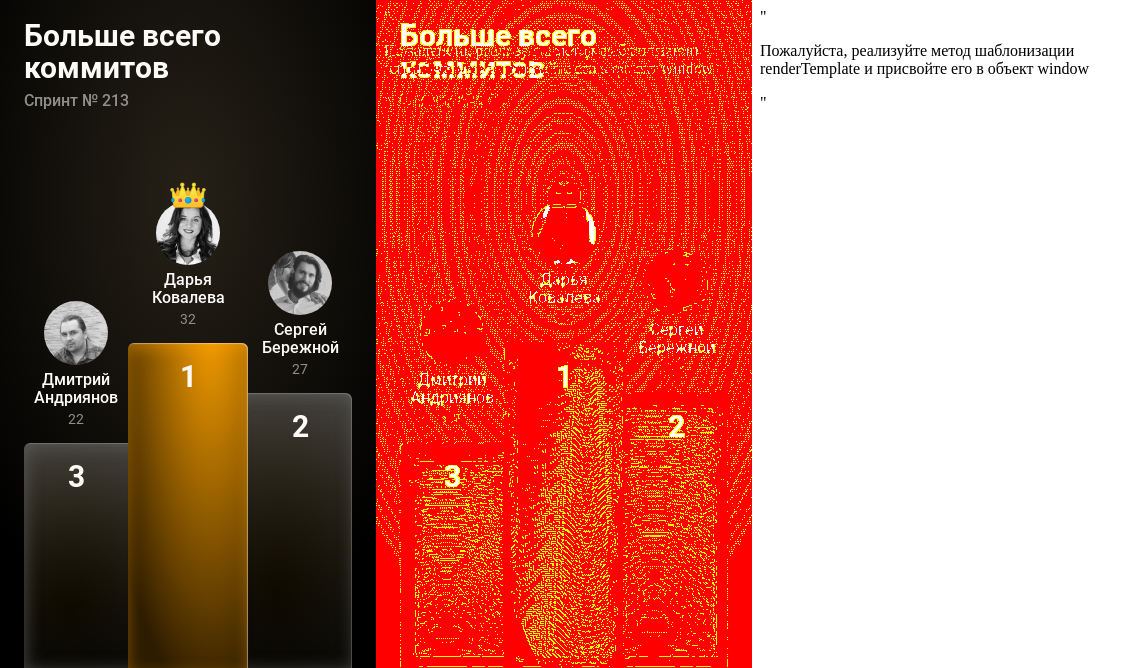 Больше всего
коммитов
Спринт № 213
Дарья
Ковалева
32
Сергей
Бережной
27
Дмитрий
Андриянов
22
1
2
3
Больше всего
коммитов
Дарья
Ковалева
Сергей
Бережной
Дмитрий
Андриянов
1
2
3
"
Пожалуйста, реализуйте метод шаблонизации
renderTemplate и присвойте его в объект window
"